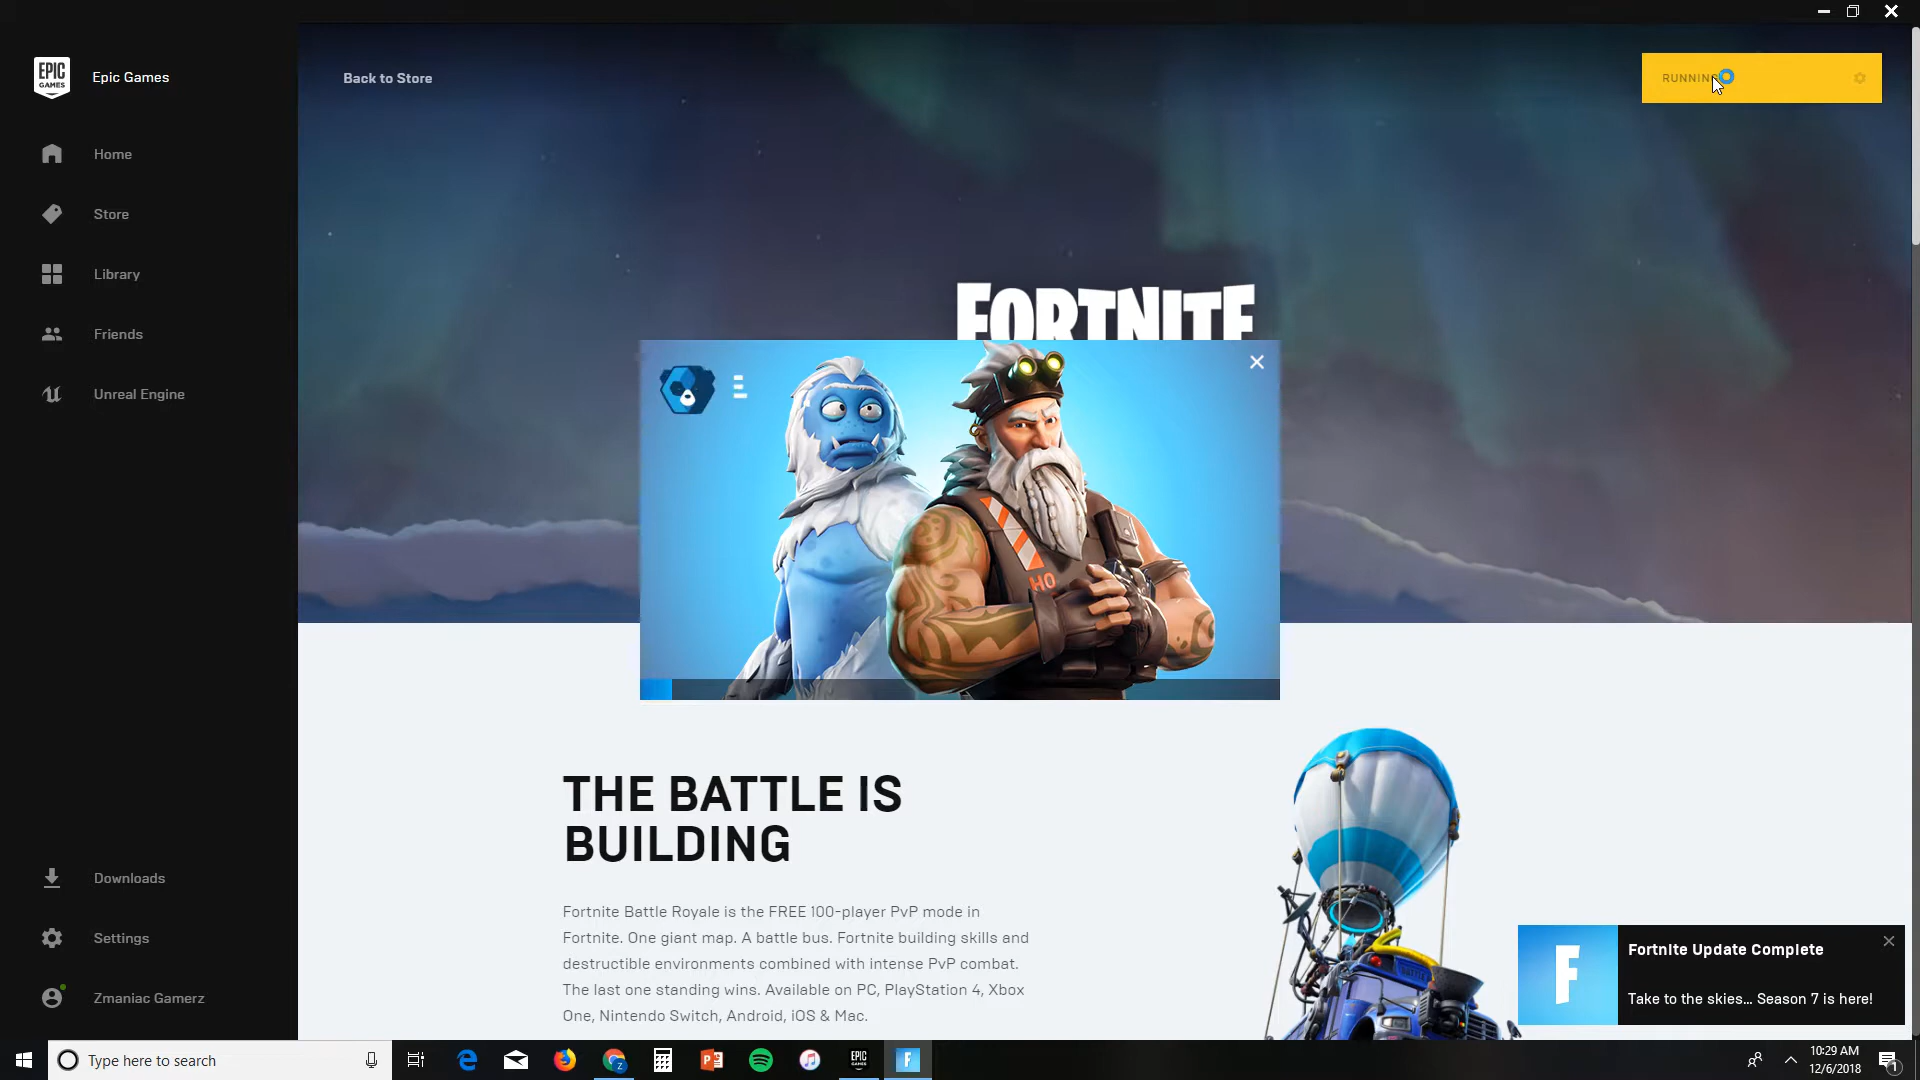 EPIC
GAMES
Epic Games
Back to Store
RUNNING
Home
Store
Library
Friends
Unreal Engine
FORTNITE
HO
THE BATTLE IS
BUILDING
Fortnite Battle Royale is the FREE 100-player PvP mode in
Fortnite. One giant map. A battle bus. Fortnite building skills and
destructible environments combined with intense PvP combat.
The last one standing wins. Available on PC, PlayStation 4, Xbox
One, Nintendo Switch, Android, iOS & Mac.
Downloads
Settings
Zmaniac Gamerz
F
Fortnite Update Complete
Take to the skies... Season 7 is here!
Type here to search
EPIC
GAMES
F
10:29 AM
12/6/2018
1